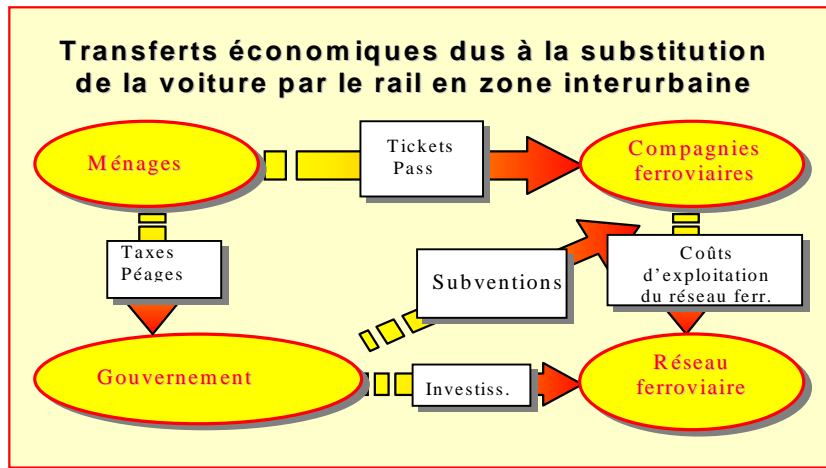 Transferts économiques dus à la substitution
de la voiture par le rail en zone interurbaine
Ménages
Tickets
Pass
Compagnies
ferroviaires
Taxes
Péages
Subventions
Coûts
d'exploitation
du réseau ferr.
Gouvernement
Investiss.
Réseau
ferroviaire